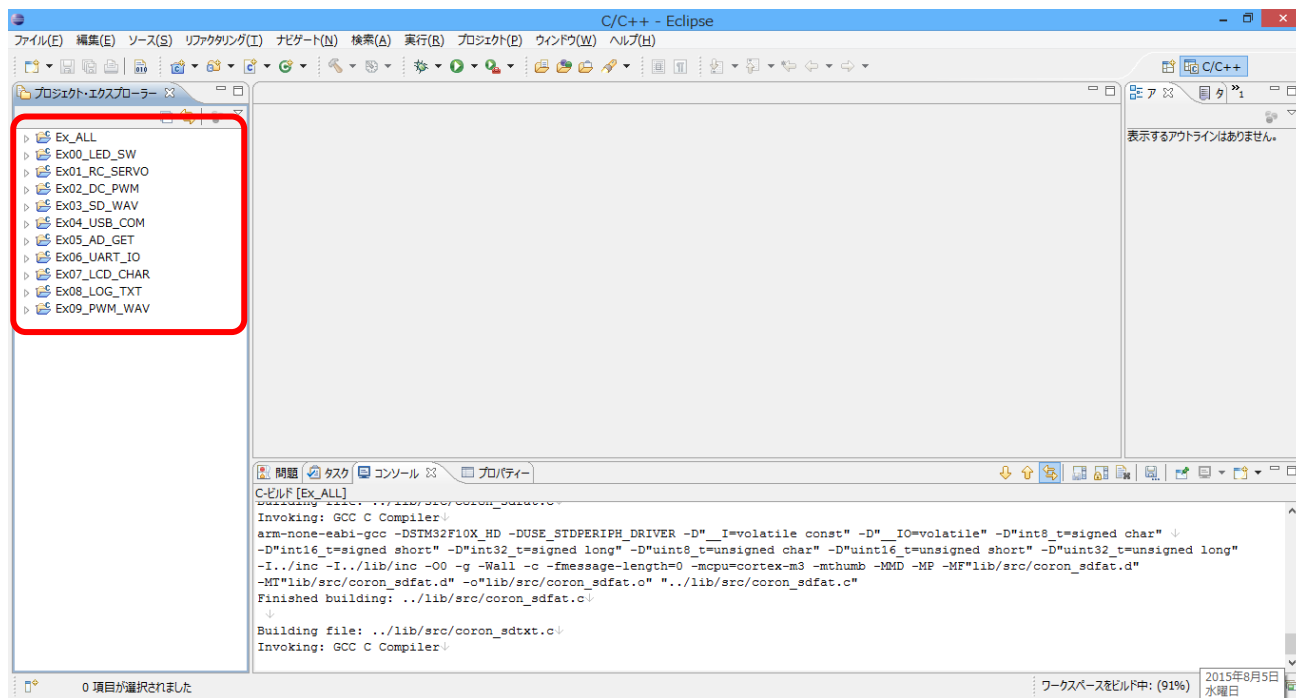 C/C++ - Eclipse
ファイル(F) 編集(E) ソース(S) リファクタリング(T) ナビゲート(N) 検索(A) 実行(R) プロジェクト(P) ウィンドウ(W) ヘルプ(H)
C/C++
プロジェクト・エクスプローラー
Ex_ALL
Ex00_LED_SW
Ex01_RC_SERVO
Ex02_DC_PWM
Ex03_SD_WAV
Ex04_USB_COM
Ex05_AD_GET
Ex06_UART_IO
Ex07_LCD_CHAR
Ex08_LOG_TXT
Ex09_PWM_WAV
ア タ »1
表示するアウトラインはありません。
問題 タスク コンソール プロパティー
C-ビルド [Ex_ALL]
Building file: ../lib/src/coron_sdfat.c↓
Invoking: GCC C Compiler↓
arm-none-eabi-gcc -DSTM32F10X_HD -DUSE_STDPERIPH_DRIVER -D"__I=volatile const" -D"__IO=volatile" -D"int8_t=signed char" ↓
-D"int16_t=signed short" -D"int32_t=signed long" -D"uint8_t=unsigned char" -D"uint16_t=unsigned short" -D"uint32_t=unsigned long"
-I../inc -I../lib/inc -O0 -g -Wall -c -fmessage-length=0 -mcpu=cortex-m3 -mthumb -MMD -MP -MF"lib/src/coron_sdfat.d"
-MT"lib/src/coron_sdfat.d" -o"lib/src/coron_sdfat.o" "../lib/src/coron_sdfat.c"
Finished building: ../lib/src/coron_sdfat.c↓
↓
Building file: ../lib/src/coron_sdtxt.c↓
Invoking: GCC C Compiler↓
0 項目が選択されました
ワークスペースをビルド中: (91%)
2015年8月5日
水曜日